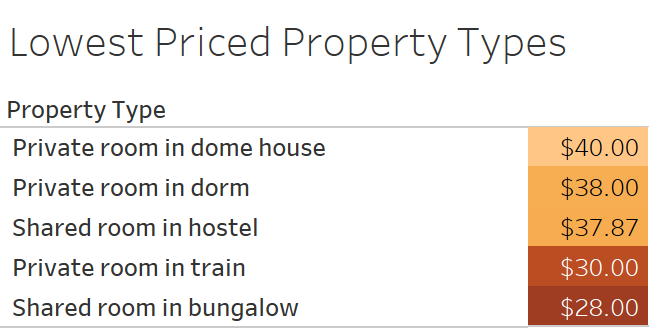 Lowest Priced Property Types
Property Type
Private room in dome house $40.00
Private room in dorm $38.00
Shared room in hostel $37.87
Private room in train $30.00
Shared room in bungalow $28.00